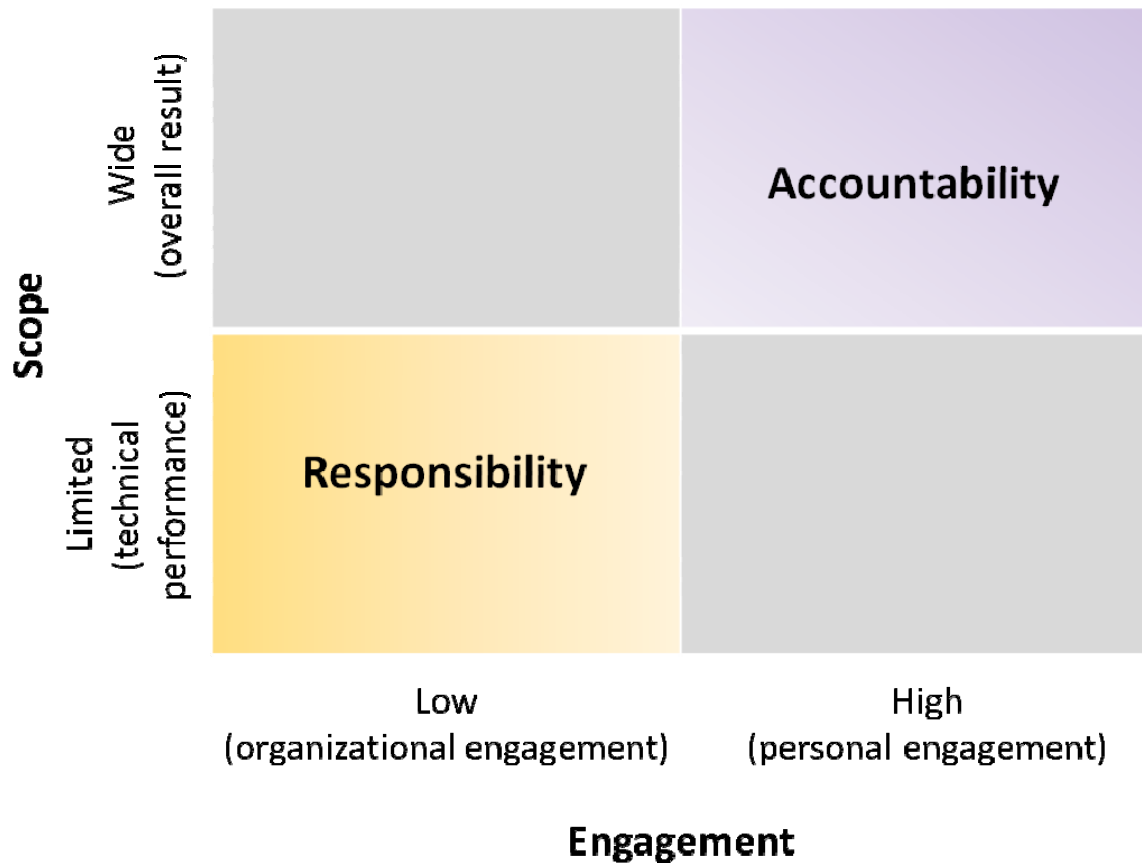 Scope
Wide
(overall result)
Limited
(technical
performance)
Accountability
Responsibility
Low
(organizational engagement)
High
(personal engagement)
Engagement